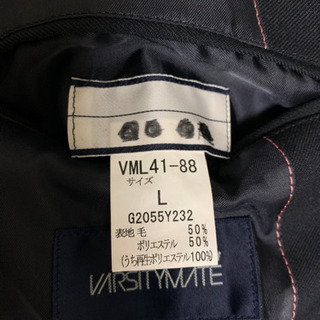 VML41-88
サイズ
L
G2055Y232
表地 毛 50%
ポリエステル 50%
(うち再生ポリエステル100%)
VARSITYMATE